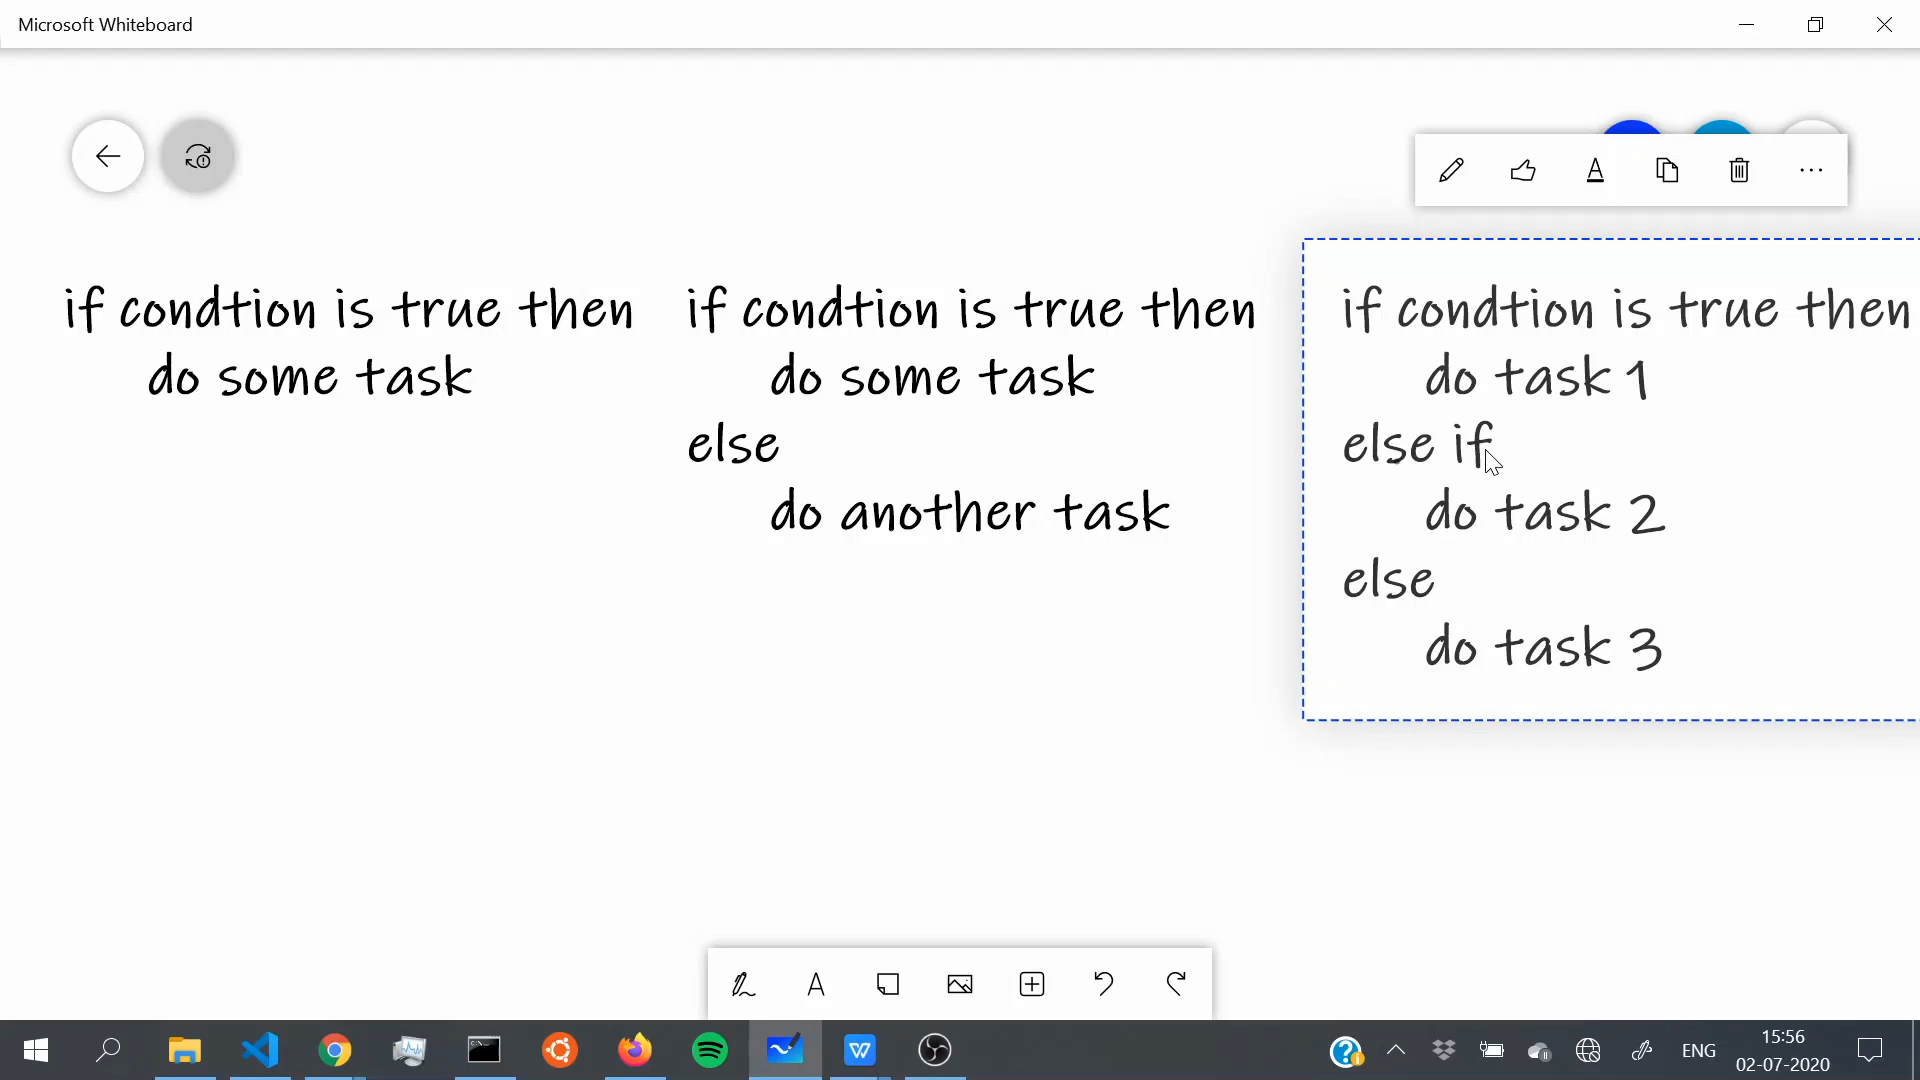 Microsoft Whiteboard
if condtion is true then
do some task
if condtion is true then
do some task
else
do another task
if condtion is true then
do task 1
else if
do task 2
else
do task 3
ENG
15:56
02-07-2020